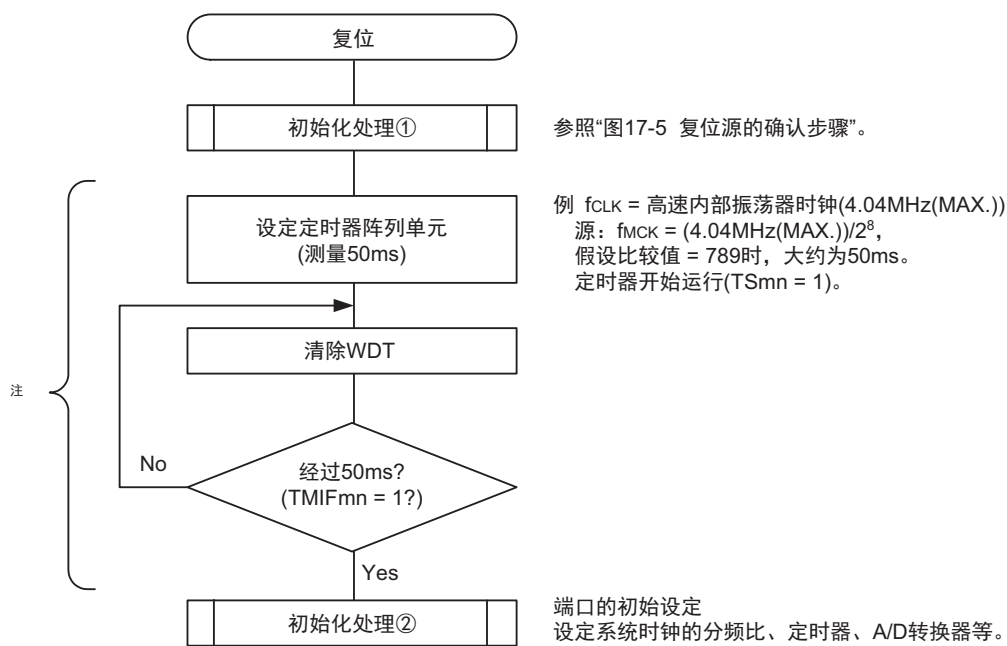 复位
初始化处理①
参照“图17-5 复位源的确认步骤”。
设定定时器阵列单元
(测量50ms)
例 fCLK = 高速内部振荡器时钟(4.04MHz(MAX.))
源：fMCK = (4.04MHz(MAX.))/2⁸，
假设比较值 = 789时，大约为50ms。
定时器开始运行(TSmn = 1)。
清除WDT
注
No
经过50ms?
(TMIFmn = 1?)
Yes
初始化处理②
端口的初始设定
设定系统时钟的分频比、定时器、A/D转换器等。